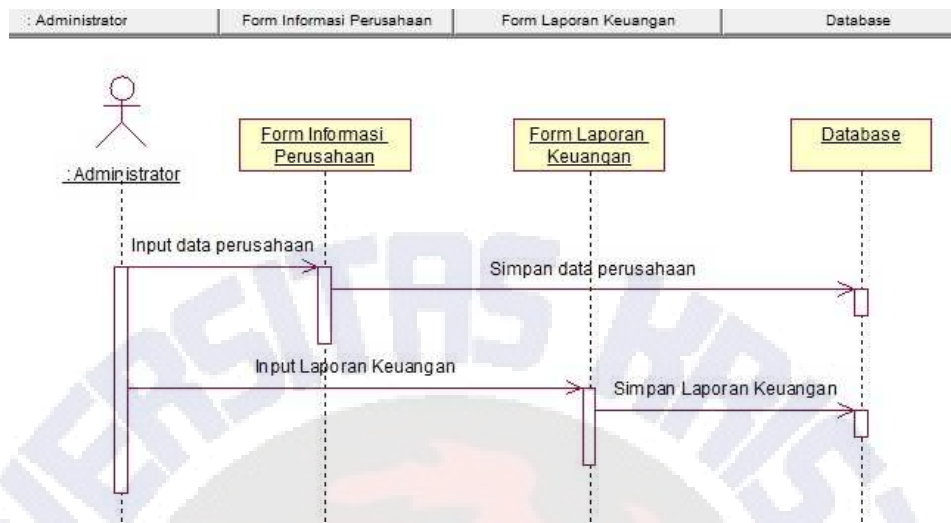 : Administrator
Form Informasi Perusahaan
Form Laporan Keuangan
Database
: Administrator
Form Informasi
Perusahaan
Form Laporan
Keuangan
Database
Input data perusahaan
Simpan data perusahaan
Input Laporan Keuangan
Simpan Laporan Keuangan